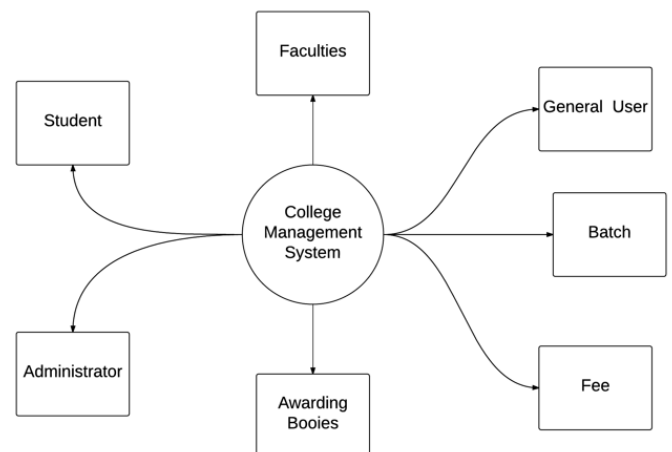 Faculties
General User
Student
College
Management
System
Batch
Administrator
Fee
Awarding
Booies